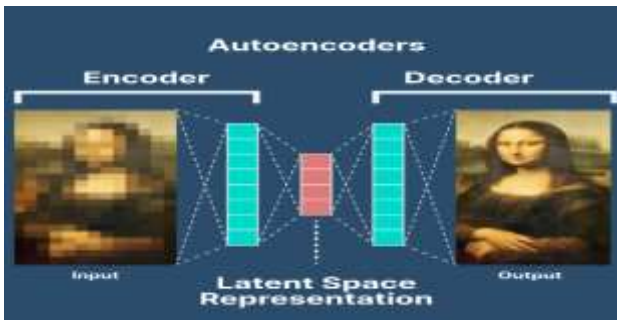 Autoencoders
Encoder
Decoder
Input
Output
Latent Space
Representation